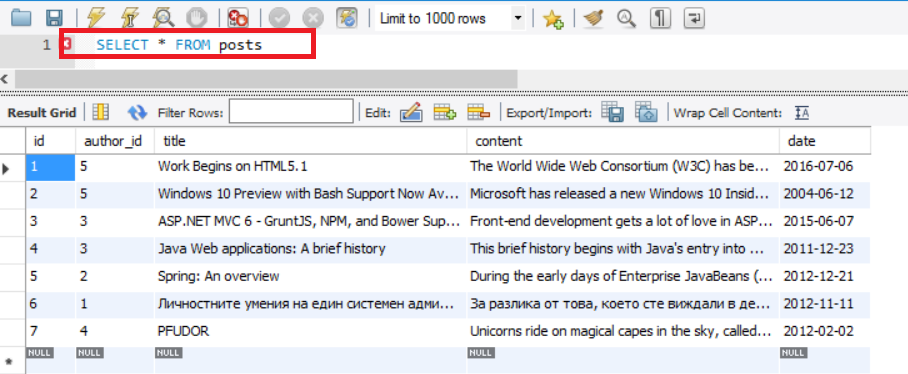 Limit to 1000 rows
1 SELECT * FROM posts
Result Grid Filter Rows: Edit: Export/Import: Wrap Cell Content:
id author_id title content date
1 5 Work Begins on HTML5.1 The World Wide Web Consortium (W3C) has be... 2016-07-06
2 5 Windows 10 Preview with Bash Support Now Av... Microsoft has released a new Windows 10 Insid... 2004-06-12
3 3 ASP.NET MVC 6 - GruntJS, NPM, and Bower Sup... Front-end development gets a lot of love in ASP... 2015-06-07
4 3 Java Web applications: A brief history This brief history begins with Java's entry into ... 2011-12-23
5 2 Spring: An overview During the early days of Enterprise JavaBeans (... 2012-12-21
6 1 Личностните умения на един системен адми... За разлика от това, което сте виждали в де... 2012-11-11
7 4 PFUDOR Unicorns ride on magical capes in the sky, called... 2012-02-02
* NULL NULL NULL NULL NULL